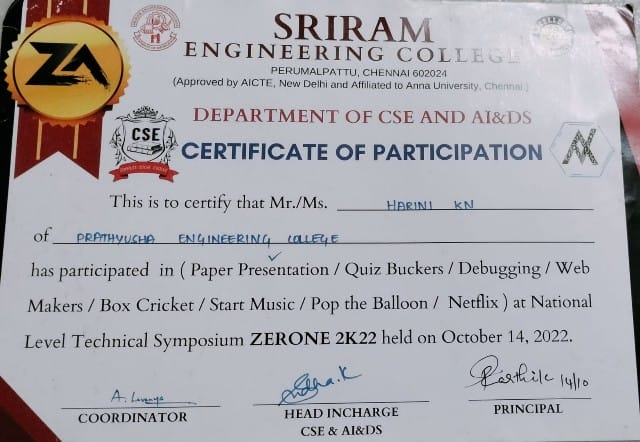 ZA
SRIRAM
ENGINEERING COLLEGE
PERUMALPATTU, CHENNAI 602024
(Approved by AICTE, New Delhi and Affiliated to Anna University, Chennai.)
DEPARTMENT OF CSE AND AI&DS
CSE
CERTIFICATE OF PARTICIPATION
This is to certify that Mr./Ms. HARINI KN
of PRATHYUSHA ENGINEERING COLLEGE
has participated in ( Paper Presentation / Quiz Buckers / Debugging / Web
Makers / Box Cricket / Start Music / Pop the Balloon / Netflix ) at National
Level Technical Symposium ZERONE 2K22 held on October 14, 2022.
A. Lavanya
14/10
COORDINATOR
HEAD INCHARGE
CSE & AI&DS
PRINCIPAL